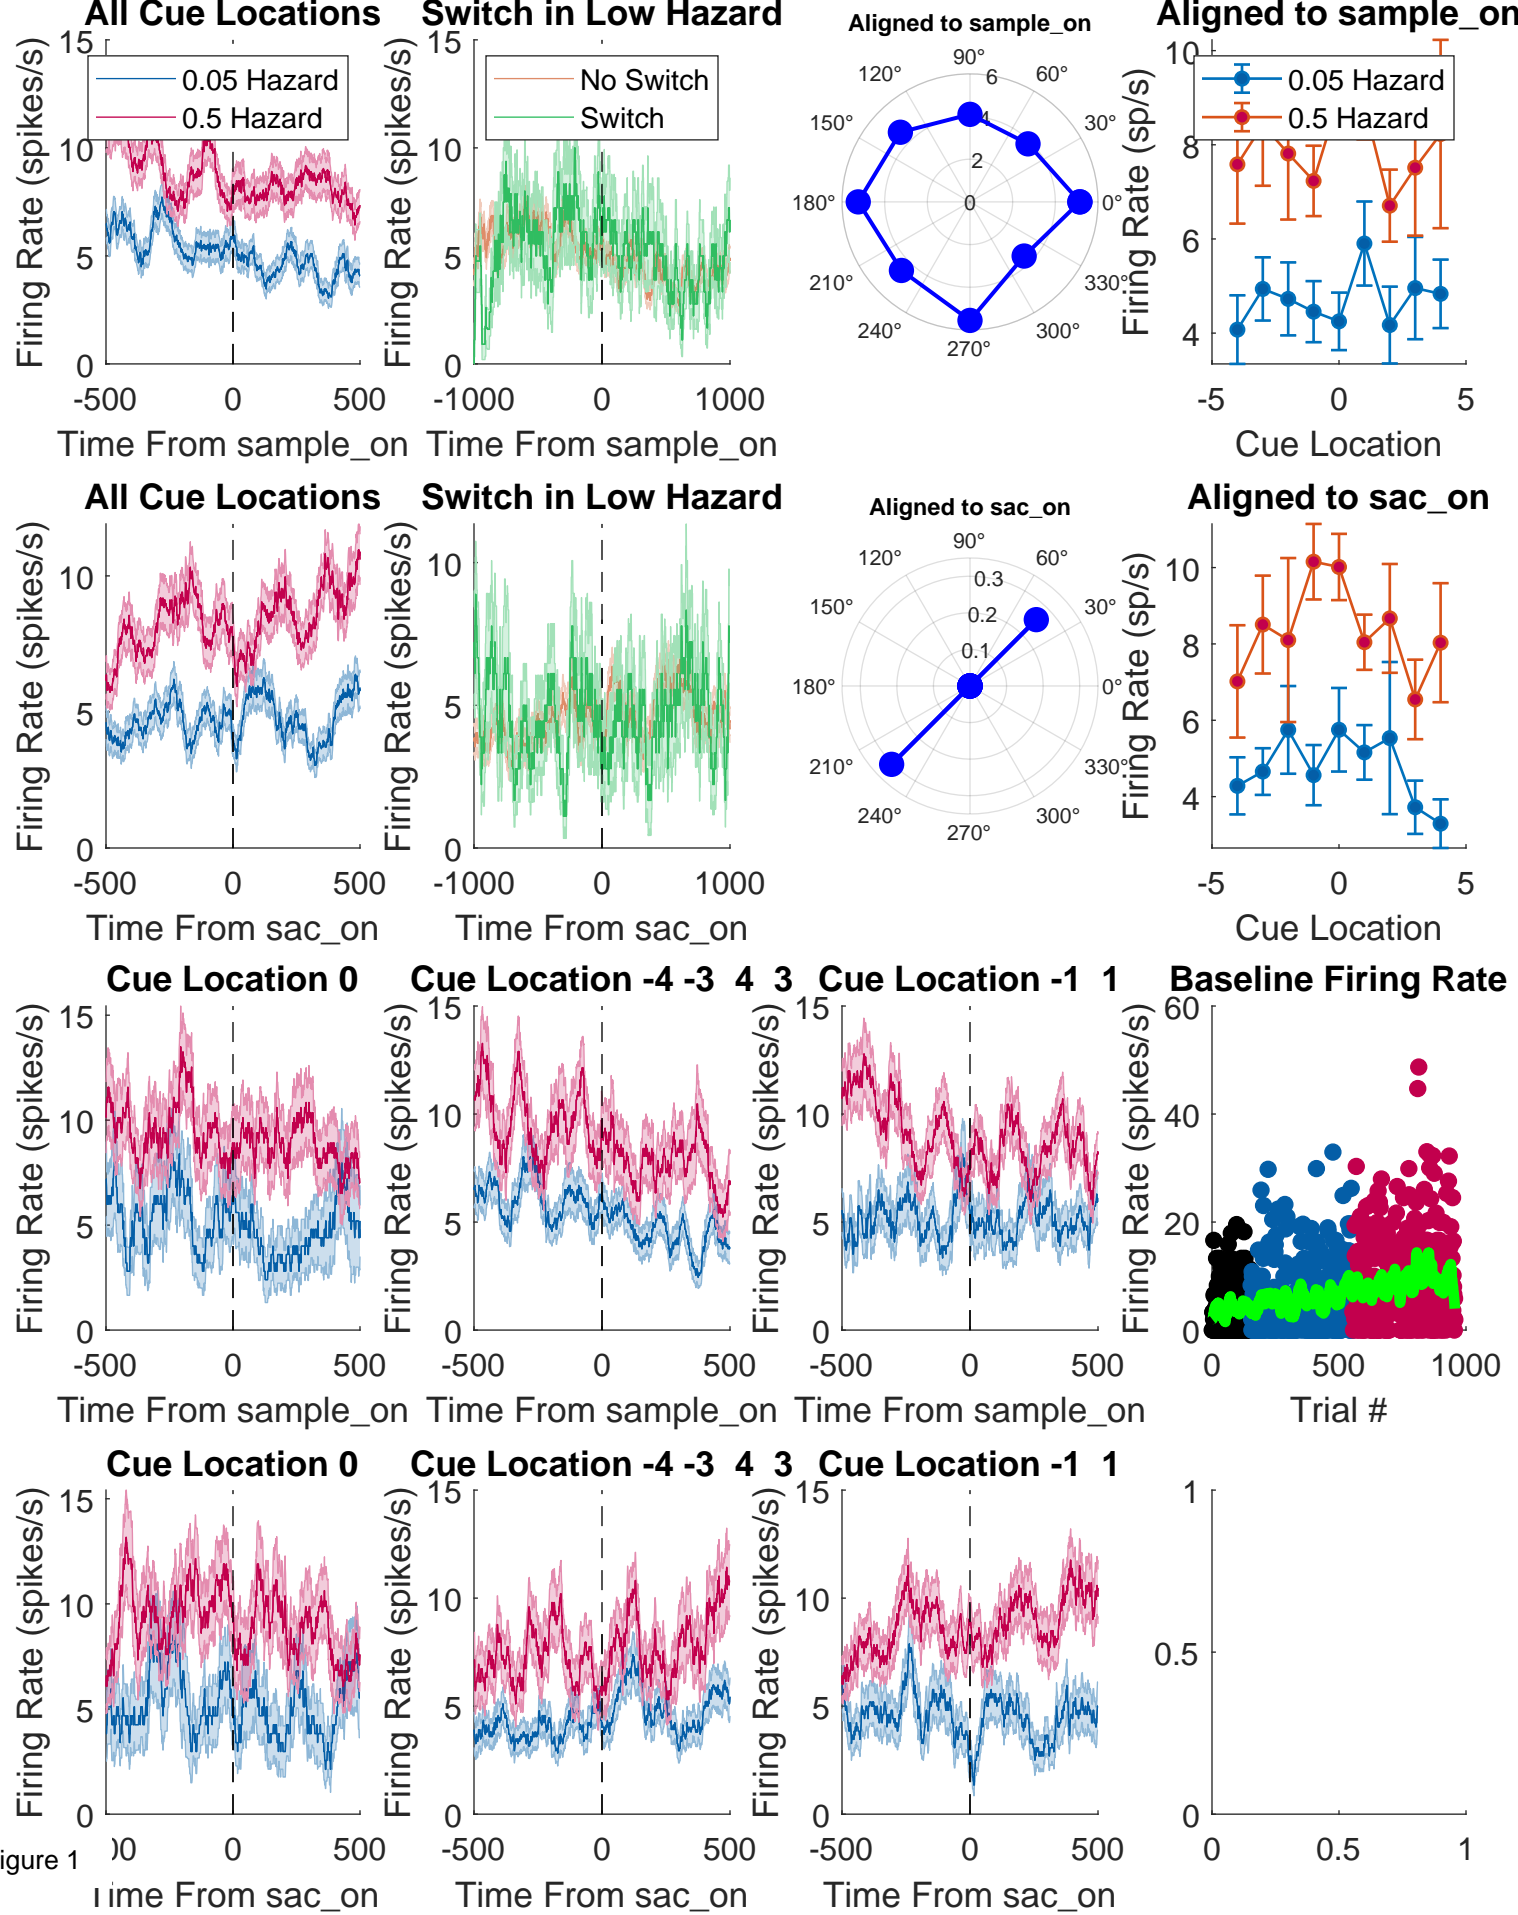 All Cue Locations
Switch in Low Hazard
Aligned to sample_on
Aligned to sample_on
Firing Rate (spikes/s)
15
10
5
0
0.05 Hazard
0.5 Hazard
-500 0 500
Time From sample_on
Firing Rate (spikes/s)
15
10
5
0
No Switch
Switch
-1000 0 1000
Time From sample_on
90°
120° 60°
150° 30°
180° 0°
210° 330°
240° 300°
270°
6
4
2
0
Firing Rate (sp/s)
10
8
6
4
0.05 Hazard
0.5 Hazard
-5 0 5
Cue Location
All Cue Locations
Switch in Low Hazard
Aligned to sac_on
Aligned to sac_on
Firing Rate (spikes/s)
10
5
0
-500 0 500
Time From sac_on
Firing Rate (spikes/s)
10
5
0
-1000 0 1000
Time From sac_on
90°
120° 60°
150° 30°
180° 0°
210° 330°
240° 300°
270°
0.3
0.2
0.1
Firing Rate (sp/s)
10
8
6
4
-5 0 5
Cue Location
Cue Location 0
Cue Location -4 -3 4 3
Cue Location -1 1
Baseline Firing Rate
Firing Rate (spikes/s)
15
10
5
0
-500 0 500
Time From sample_on
Firing Rate (spikes/s)
15
10
5
0
-500 0 500
Time From sample_on
Firing Rate (spikes/s)
15
10
5
0
-500 0 500
Time From sample_on
Firing Rate (spikes/s)
60
40
20
0
0 500 1000
Trial #
Cue Location 0
Cue Location -4 -3 4 3
Cue Location -1 1
Firing Rate (spikes/s)
15
10
5
0
00 0 500
Time From sac_on
Firing Rate (spikes/s)
15
10
5
0
-500 0 500
Time From sac_on
Firing Rate (spikes/s)
15
10
5
0
-500 0 500
Time From sac_on
1
0.5
0
0 0.5 1
igure 1